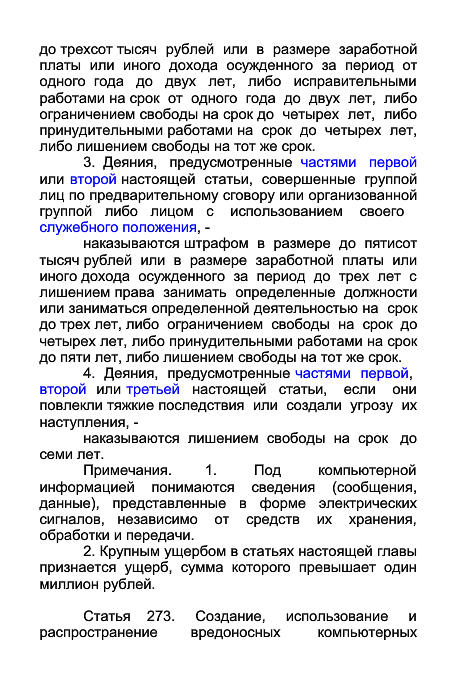 до трехсот тысяч рублей или в размере заработной
платы или иного дохода осужденного за период от
одного года до двух лет, либо исправительными
работами на срок от одного года до двух лет, либо
ограничением свободы на срок до четырех лет, либо
принудительными работами на срок до четырех лет,
либо лишением свободы на тот же срок.
3. Деяния, предусмотренные частями первой
или второй настоящей статьи, совершенные группой
лиц по предварительному сговору или организованной
группой либо лицом с использованием своего
служебного положения, -
наказываются штрафом в размере до пятисот
тысяч рублей или в размере заработной платы или
иного дохода осужденного за период до трех лет с
лишением права занимать определенные должности
или заниматься определенной деятельностью на срок
до трех лет, либо ограничением свободы на срок до
четырех лет, либо принудительными работами на срок
до пяти лет, либо лишением свободы на тот же срок.
4. Деяния, предусмотренные частями первой,
второй или третьей настоящей статьи, если они
повлекли тяжкие последствия или создали угрозу их
наступления, -
наказываются лишением свободы на срок до
семи лет.
Примечания. 1. Под компьютерной
информацией понимаются сведения (сообщения,
данные), представленные в форме электрических
сигналов, независимо от средств их хранения,
обработки и передачи.
2. Крупным ущербом в статьях настоящей главы
признается ущерб, сумма которого превышает один
миллион рублей.
Статья 273. Создание, использование и
распространение вредоносных компьютерных